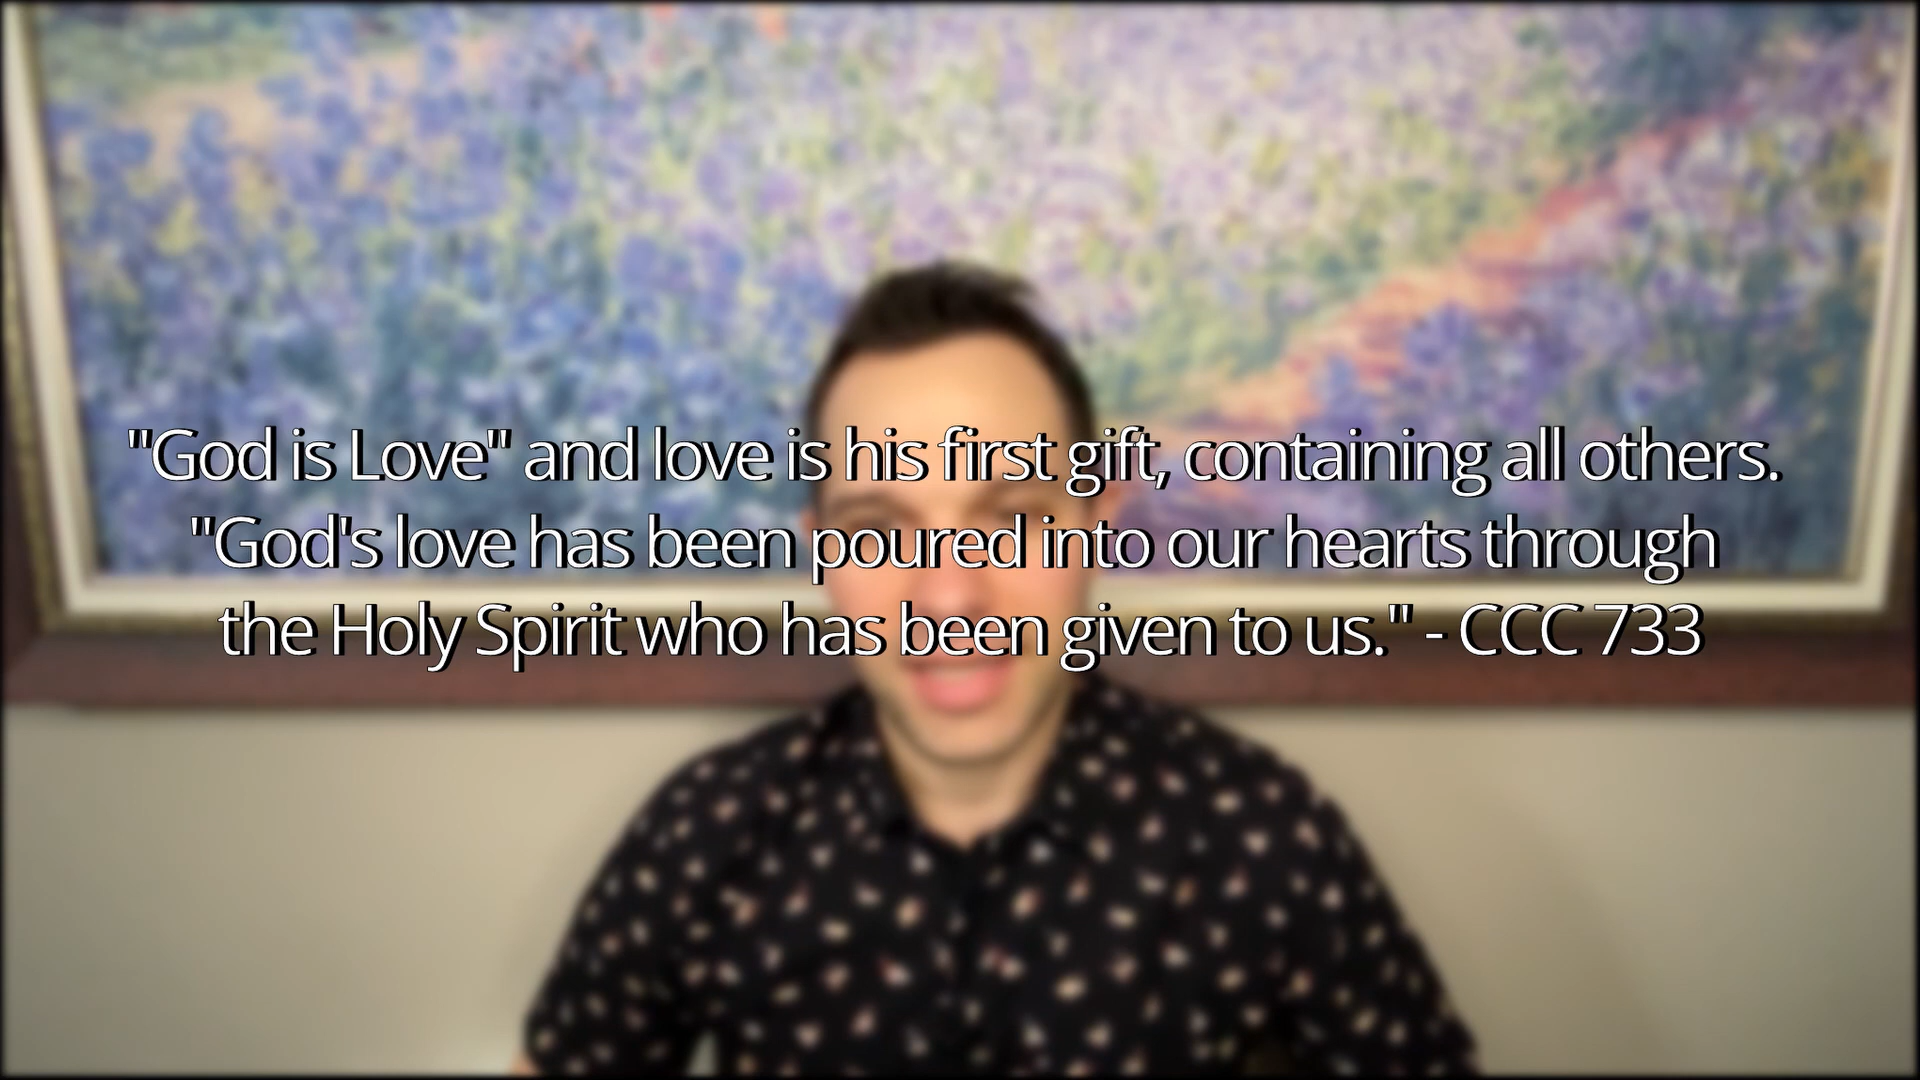 "God is Love" and love is his first gift, containing all others.
"God's love has been poured into our hearts through
the Holy Spirit who has been given to us." - CCC 733